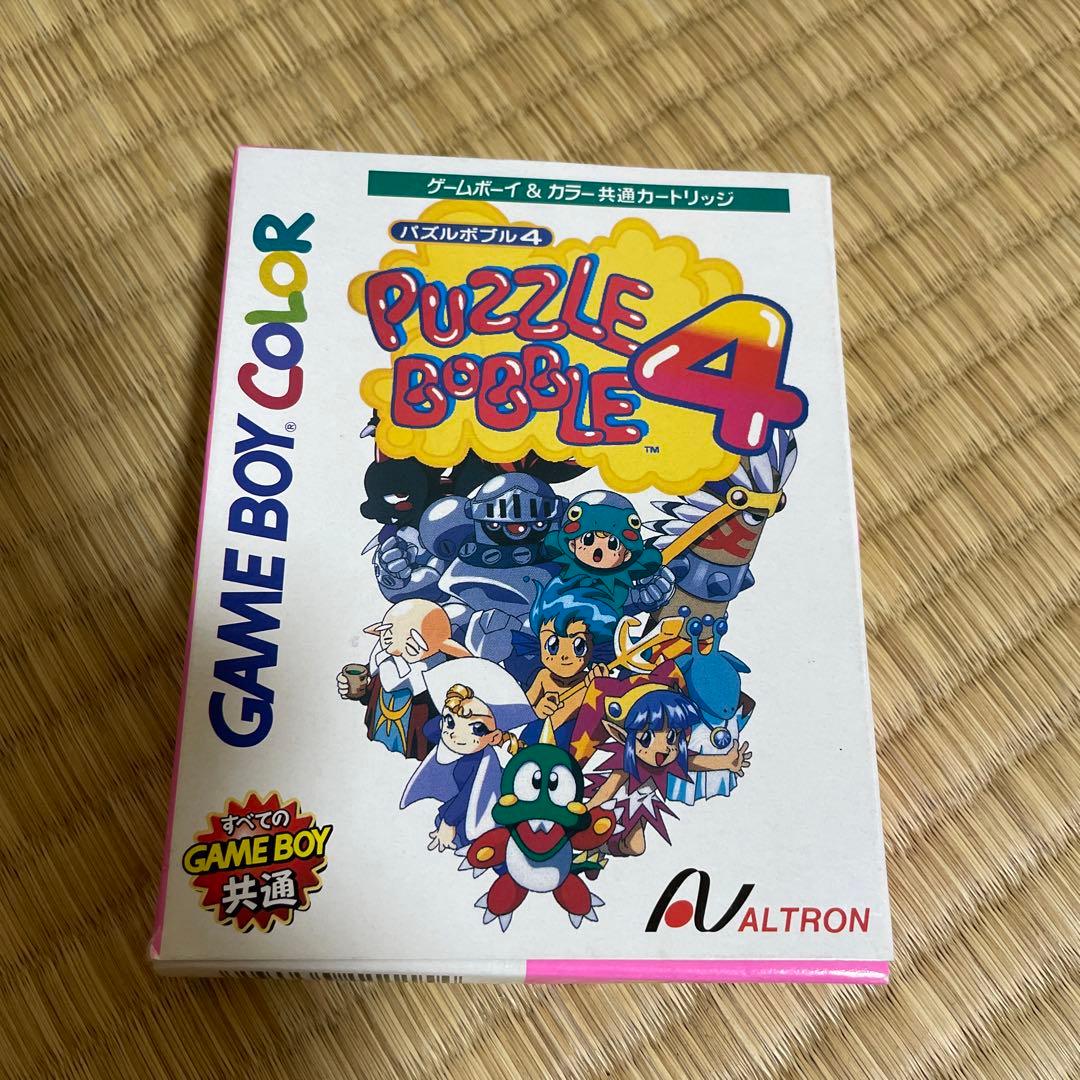 ゲームボーイ & カラー共通カートリッジ
パズルボブル4
PUZZLE
BOBBLE 4
™
GAME BOY® COLOR
すべての
GAME BOY
共通
ALTRON